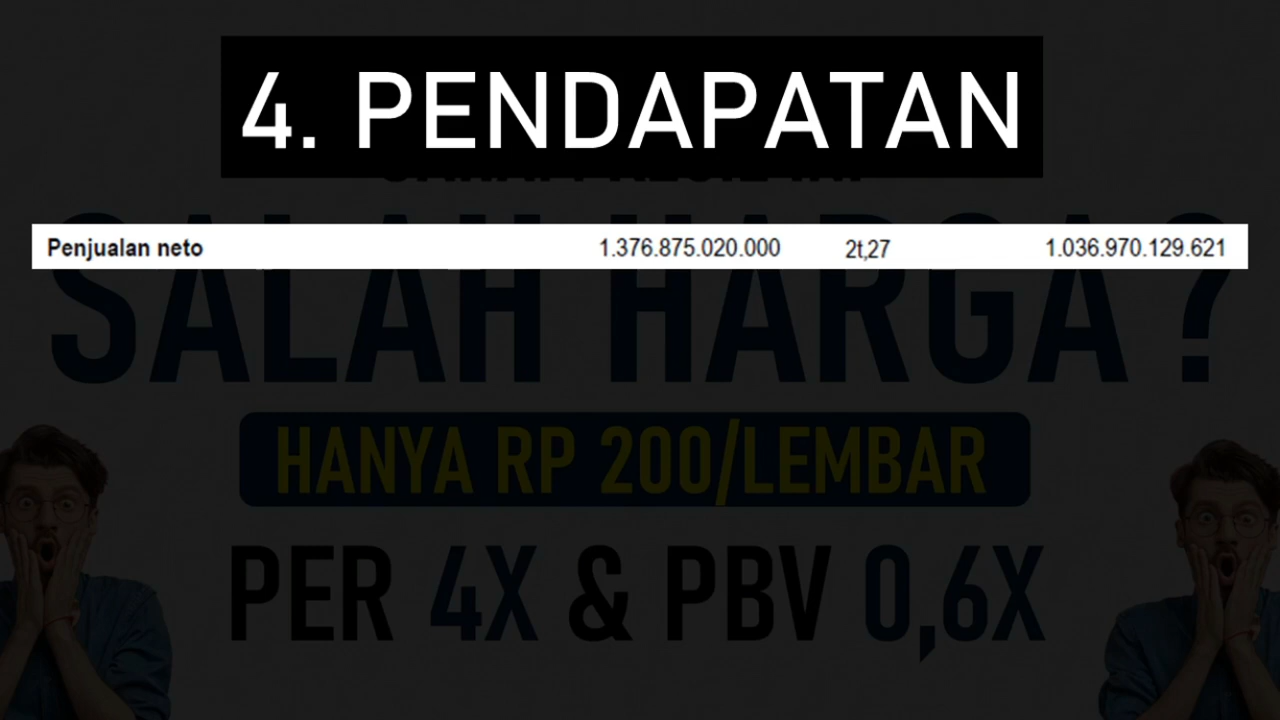 4. PENDAPATAN
Penjualan neto 1.376.875.020.000 2t,27 1.036.970.129.621
SALAH HARGA?
HANYA RP 200/LEMBAR
PER 4X & PBV 0,6X